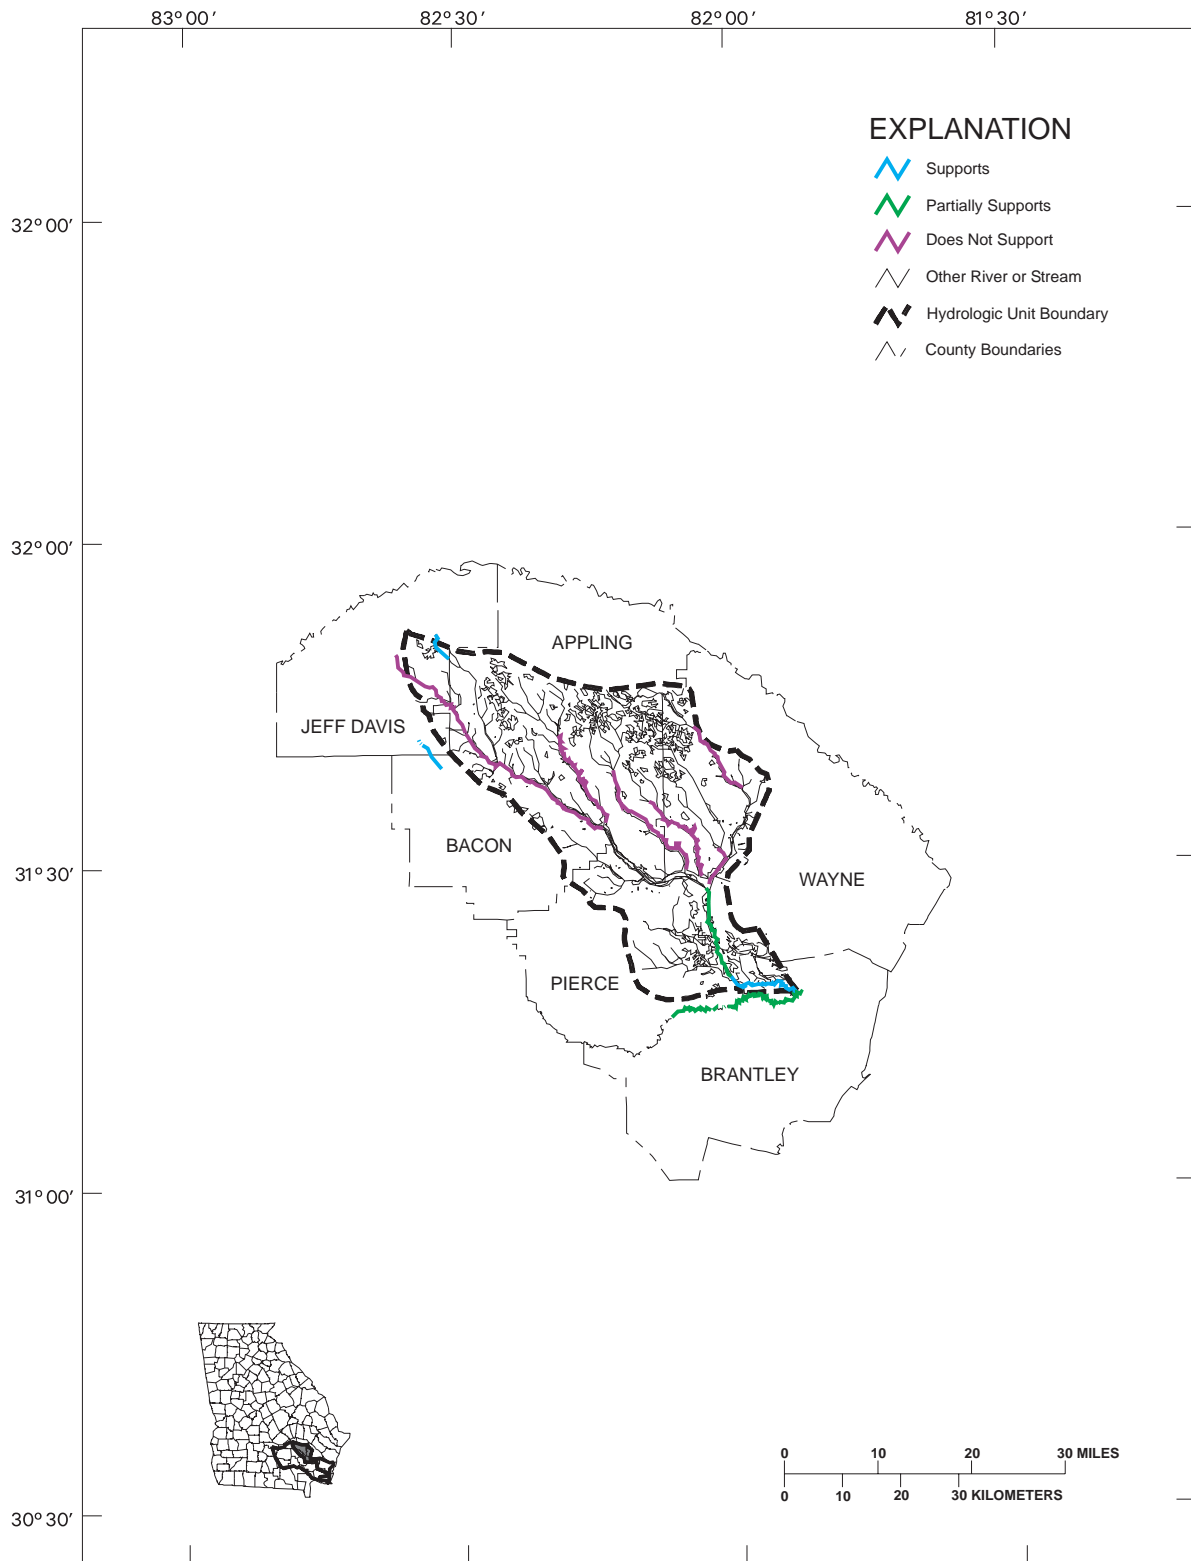 83° 00′ 82° 30′ 82° 00′ 81° 30′
EXPLANATION
Supports
Partially Supports
Does Not Support
Other River or Stream
Hydrologic Unit Boundary
County Boundaries
32° 00′
32° 00′
APPLING
JEFF DAVIS
BACON
31° 30′
WAYNE
PIERCE
BRANTLEY
31° 00′
0 10 20 30 MILES
0 10 20 30 KILOMETERS
30° 30′